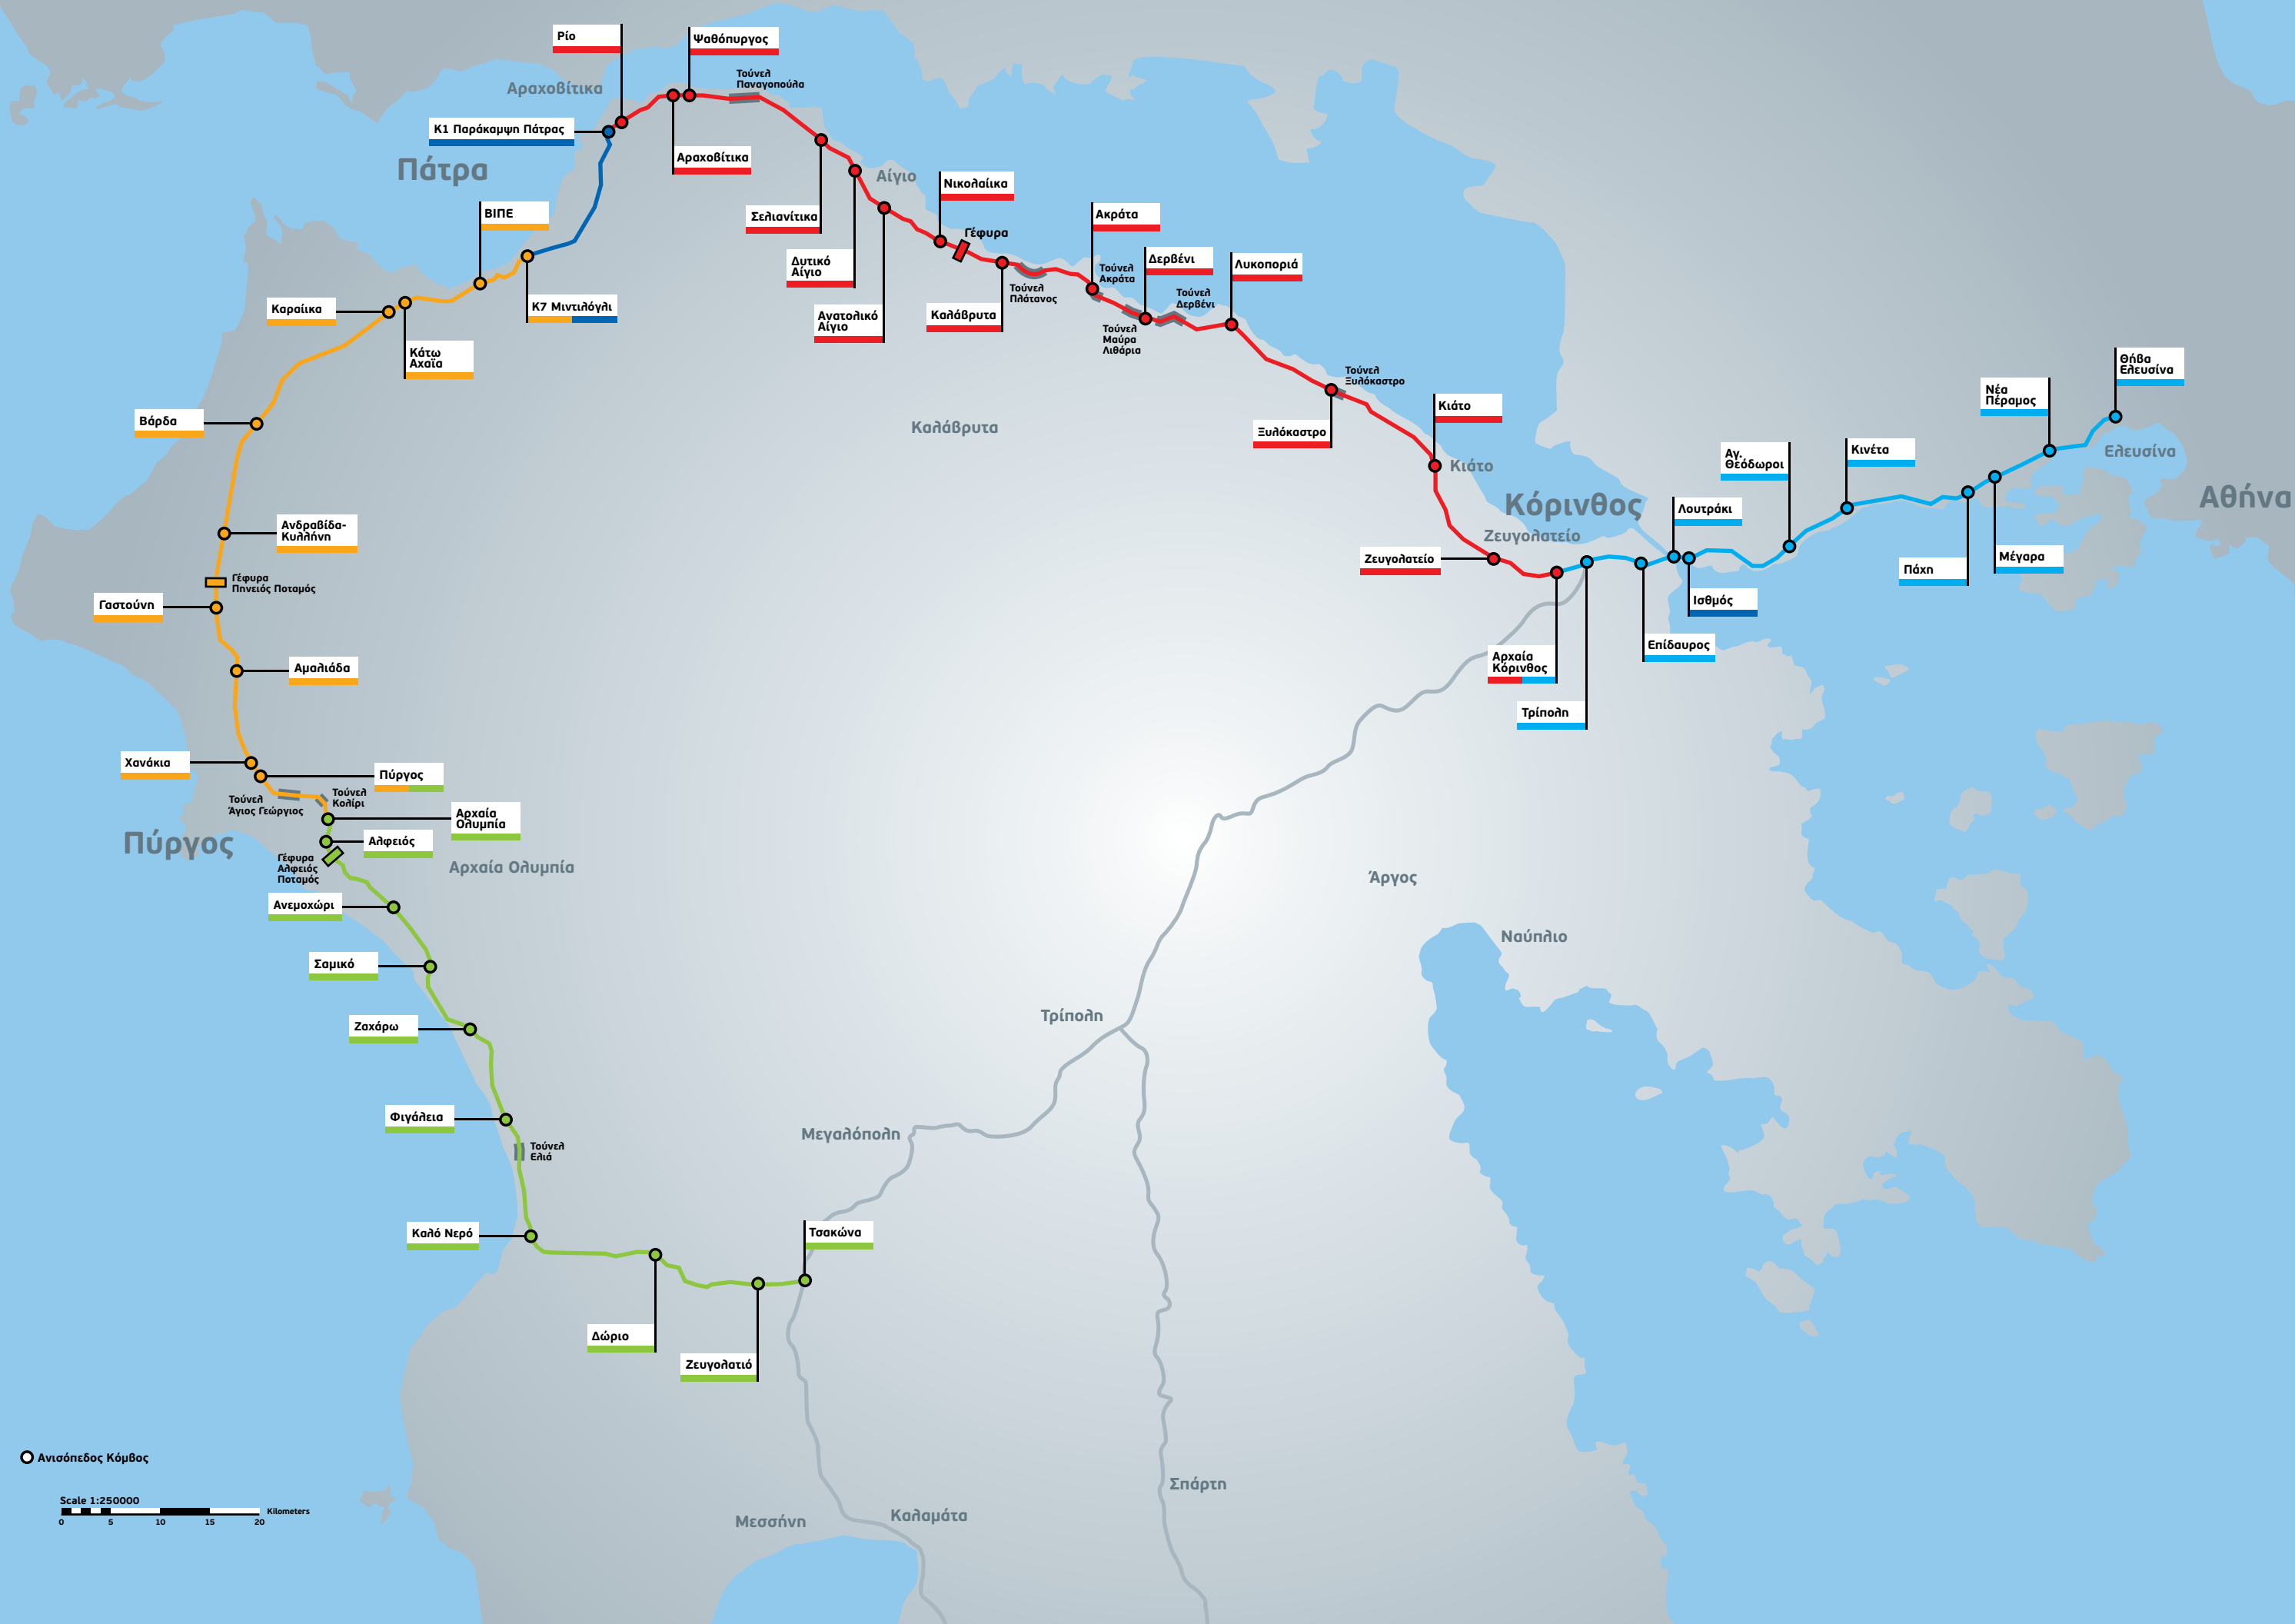 Ρίο
Ψαθόπυργος
Τούνελ
Παναγοπούλα
Αραχοβίτικα
Κ1 Παράκαμψη Πάτρας
Αραχοβίτικα
Πάτρα
Αίγιο
Νικολαίικα
Σελιανίτικα
ΒΙΠΕ
Ακράτα
Γέφυρα
Δυτικό
Αίγιο
Δερβένι
Λυκοποριά
Τούνελ
Ακράτα
Τούνελ
Πλάτανος
Τούνελ
Δερβένι
Καραίικα
Κ7 Μιντιλόγλι
Ανατολικό
Αίγιο
Καλάβρυτα
Τούνελ
Μαύρα
Λιθάρια
Κάτω
Αχαΐα
Θήβα
Ελευσίνα
Τούνελ
Ξυλόκαστρο
Νέα
Πέραμος
Κιάτο
Βάρδα
Καλάβρυτα
Ξυλόκαστρο
Κινέτα
Ελευσίνα
Αγ.
Θεόδωροι
Κιάτο
Αθήνα
Κόρινθος
Λουτράκι
Ανδραβίδα-
Κυλλήνη
Ζευγολατείο
Ζευγολατείο
Μέγαρα
Πάχη
Γέφυρα
Πηνειός Ποταμός
Γαστούνη
Ισθμός
Επίδαυρος
Αρχαία
Κόρινθος
Αμαλιάδα
Τρίπολη
Χανάκια
Πύργος
Τούνελ
Άγιος Γεώργιος
Τούνελ
Κολίρι
Αρχαία
Ολυμπία
Πύργος
Αλφειός
Γέφυρα
Αλφειός
Ποταμός
Αρχαία Ολυμπία
Άργος
Ανεμοχώρι
Ναύπλιο
Σαμικό
Τρίπολη
Ζαχάρω
Φιγάλεια
Μεγαλόπολη
Τούνελ
Ελιά
Καλό Νερό
Τσακώνα
Δώριο
Ζευγολατιό
Ανισόπεδος Κόμβος
Σπάρτη
Scale 1:250000
Kilometers
0 5 10 15 20
Μεσσήνη
Καλαμάτα